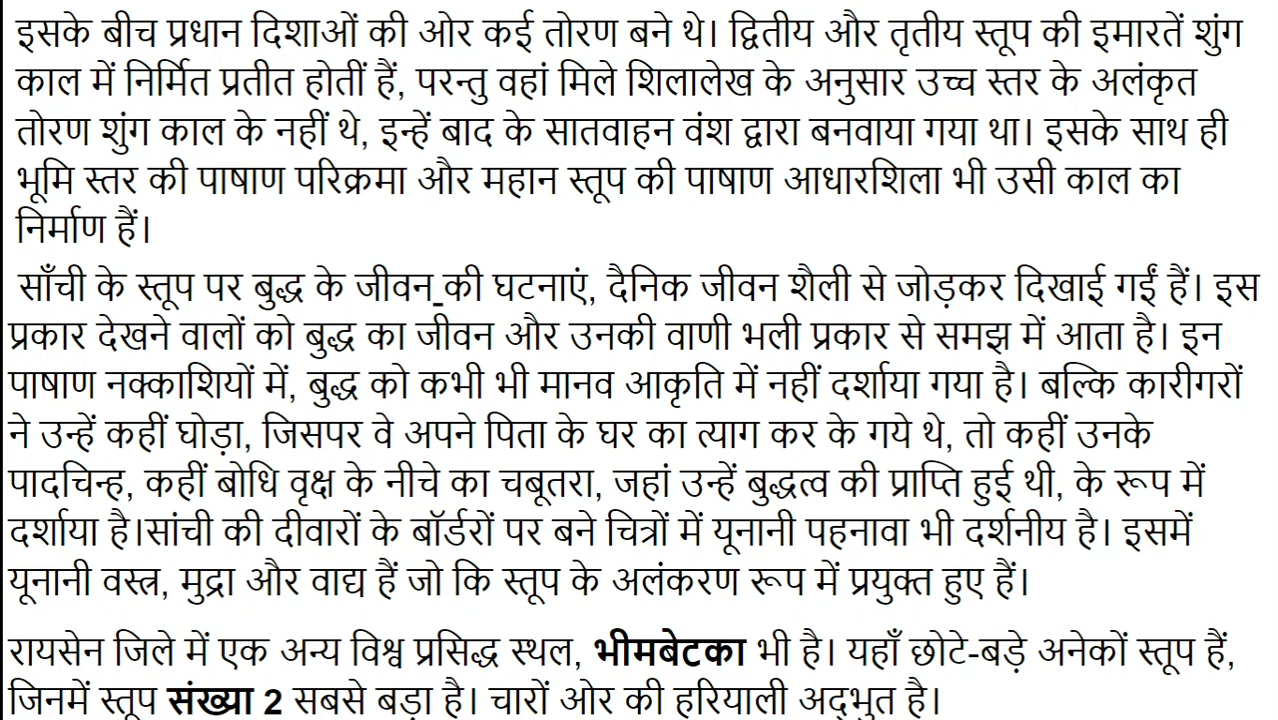 इसके बीच प्रधान दिशाओं की ओर कई तोरण बने थे। द्वितीय और तृतीय स्तूप की इमारतें शुंग
काल में निर्मित प्रतीत होतीं हैं, परन्तु वहां मिले शिलालेख के अनुसार उच्च स्तर के अलंकृत
तोरण शुंग काल के नहीं थे, इन्हें बाद के सातवाहन वंश द्वारा बनवाया गया था। इसके साथ ही
भूमि स्तर की पाषाण परिक्रमा और महान स्तूप की पाषाण आधारशिला भी उसी काल का
निर्माण हैं।
साँची के स्तूप पर बुद्ध के जीवन की घटनाएं, दैनिक जीवन शैली से जोड़कर दिखाई गईं हैं। इस
प्रकार देखने वालों को बुद्ध का जीवन और उनकी वाणी भली प्रकार से समझ में आता है। इन
पाषाण नक्काशियों में, बुद्ध को कभी भी मानव आकृति में नहीं दर्शाया गया है। बल्कि कारीगरों
ने उन्हें कहीं घोड़ा, जिसपर वे अपने पिता के घर का त्याग कर के गये थे, तो कहीं उनके
पादचिन्ह, कहीं बोधि वृक्ष के नीचे का चबूतरा, जहां उन्हें बुद्धत्व की प्राप्ति हुई थी, के रूप में
दर्शाया है।सांची की दीवारों के बॉर्डरों पर बने चित्रों में यूनानी पहनावा भी दर्शनीय है। इसमें
यूनानी वस्त्र, मुद्रा और वाद्य हैं जो कि स्तूप के अलंकरण रूप में प्रयुक्त हुए हैं।
रायसेन जिले में एक अन्य विश्व प्रसिद्ध स्थल, भीमबेटका भी है। यहाँ छोटे-बड़े अनेकों स्तूप हैं,
जिनमें स्तूप संख्या 2 सबसे बड़ा है। चारों ओर की हरियाली अद्भुत है।